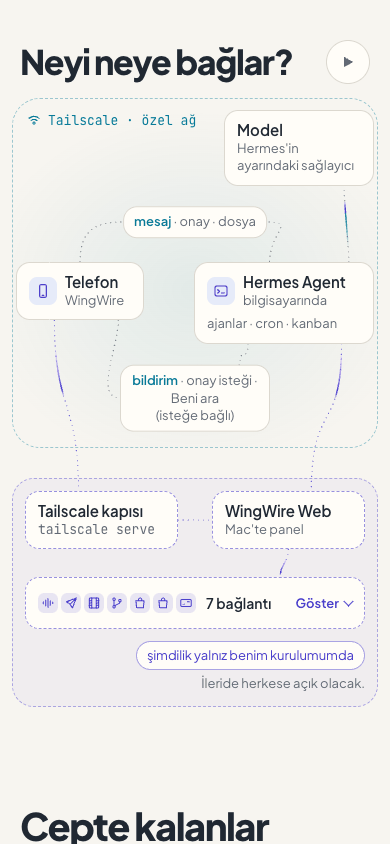 Neyi neye bağlar?
Tailscale · özel ağ
Model
Hermes'in
ayarındaki sağlayıcı
mesaj · onay · dosya
Telefon
WingWire
Hermes Agent
bilgisayarında
ajanlar · cron · kanban
bildirim · onay isteği ·
Beni ara
(isteğe bağlı)
Tailscale kapısı
tailscale serve
WingWire Web
Mac'te panel
7 bağlantı
Göster
şimdilik yalnız benim kurulumumda
İleride herkese açık olacak.
Cepte kalanlar